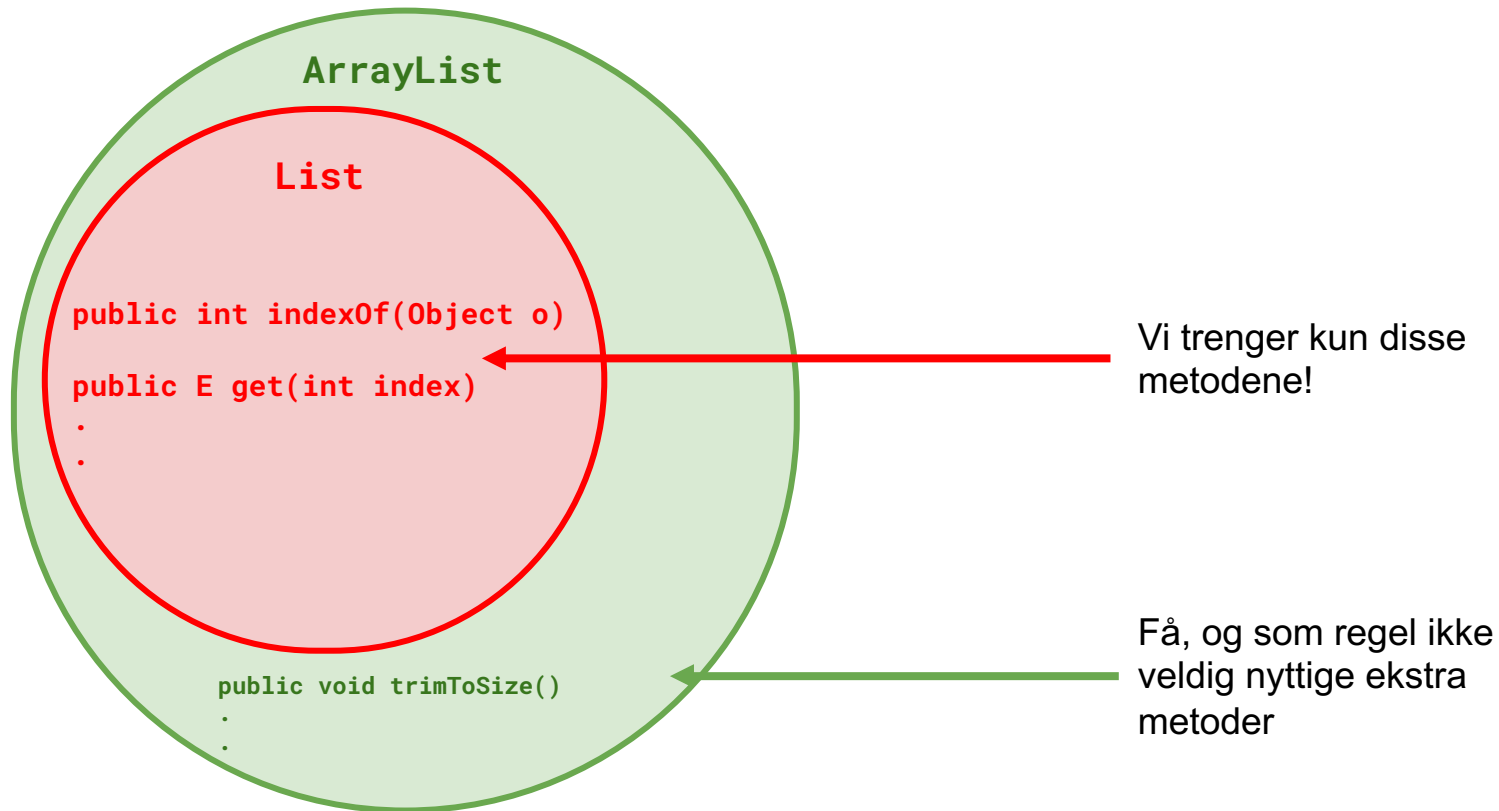 ArrayList
List
public int indexOf(Object o)
public E get(int index)
.
.
Vi trenger kun disse
metodene!
public void trimToSize()
.
.
Få, og som regel ikke
veldig nyttige ekstra
metoder